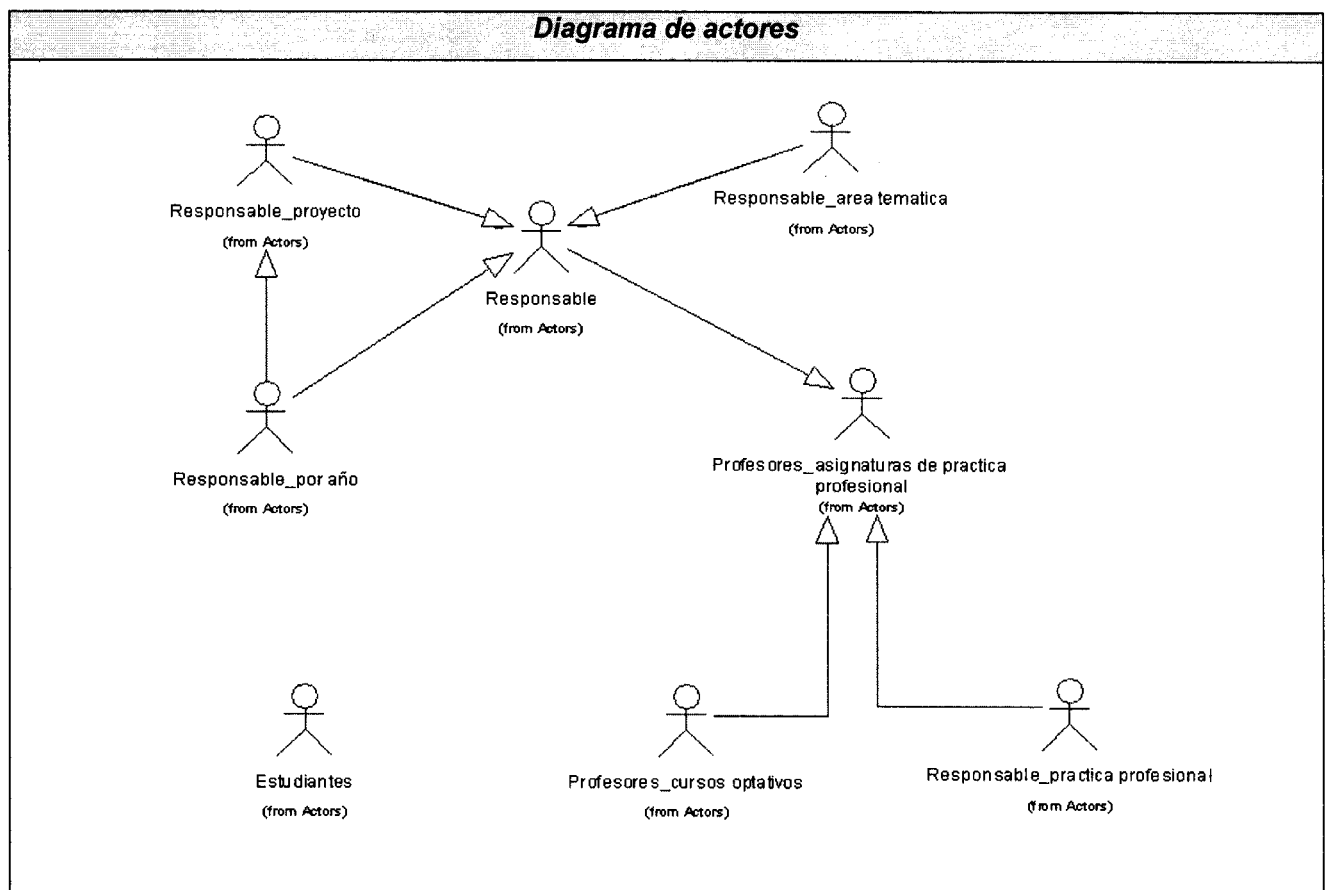 Diagrama de actores
Responsable_proyecto
(from Actors)
Responsable_area tematica
(from Actors)
Responsable
(from Actors)
Responsable_por año
(from Actors)
Profesores_asignaturas de practica
profesional
(from Actors)
Estudiantes
(from Actors)
Profesores_cursos optativos
(from Actors)
Responsable_practica profesional
(from Actors)